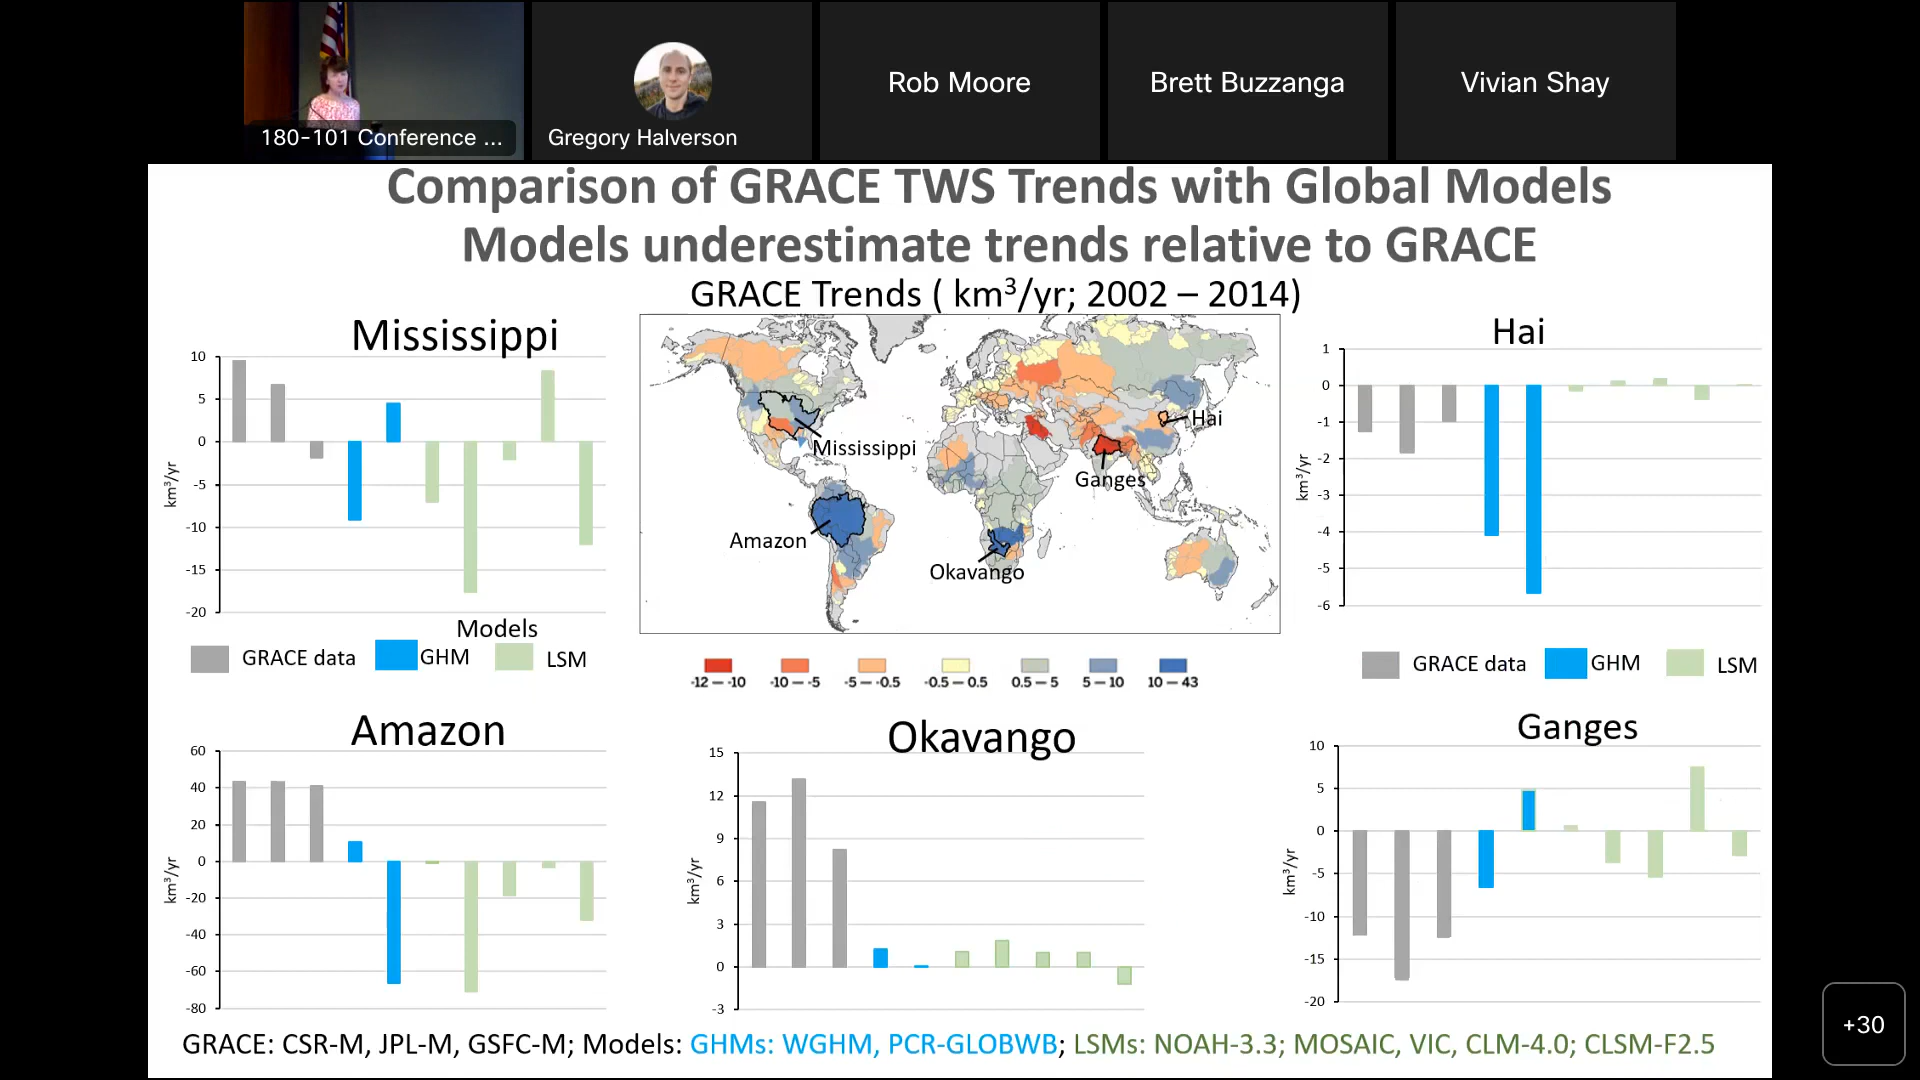 180-101 Conference ...
Gregory Halverson
Rob Moore
Brett Buzzanga
Vivian Shay
Comparison of GRACE TWS Trends with Global Models
Models underestimate trends relative to GRACE
GRACE Trends ( km³/yr; 2002 – 2014)
Mississippi
10
5
0
-5
-10
-15
-20
km³/yr
Models
GRACE data GHM LSM
Mississippi
Amazon
Okavango
Ganges
Hai
-12 — -10 -10 — -5 -5 — -0.5 -0.5 — 0.5 0.5 — 5 5 — 10 10 — 43
Hai
1
0
-1
-2
-3
-4
-5
-6
km³/yr
GRACE data GHM LSM
Amazon
60
40
20
0
-20
-40
-60
-80
km³/yr
Okavango
15
12
9
6
3
0
-3
km³/yr
Ganges
10
5
0
-5
-10
-15
-20
km³/yr
GRACE: CSR-M, JPL-M, GSFC-M; Models: GHMs: WGHM, PCR-GLOBWB; LSMs: NOAH-3.3; MOSAIC, VIC, CLM-4.0; CLSM-F2.5
+30